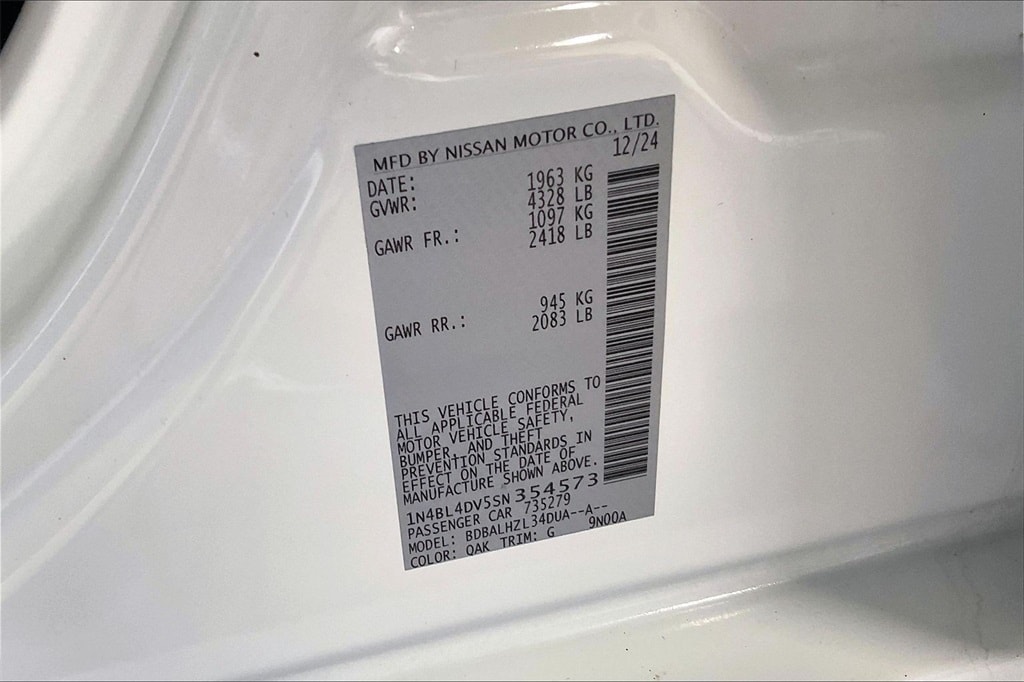 MFD BY NISSAN MOTOR CO., LTD.
DATE: 12/24
GVWR: 1963 KG
4328 LB
GAWR FR.: 1097 KG
2418 LB
GAWR RR.: 945 KG
2083 LB
THIS VEHICLE CONFORMS TO
ALL APPLICABLE FEDERAL
MOTOR VEHICLE SAFETY,
BUMPER, AND THEFT
PREVENTION STANDARDS IN
EFFECT ON THE DATE OF
MANUFACTURE SHOWN ABOVE.
1N4BL4DV5SN354573
PASSENGER CAR 735279
MODEL: BDBALHZL34DUA--A--
COLOR: QAK TRIM: G 9N00A